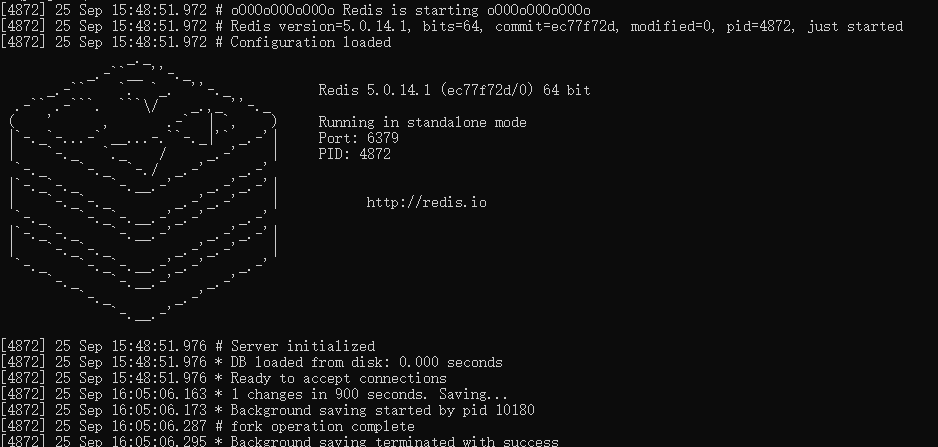 [4872] 25 Sep 15:48:51.972 # oO0OoO0OoO0Oo Redis is starting oO0OoO0OoO0Oo
[4872] 25 Sep 15:48:51.972 # Redis version=5.0.14.1, bits=64, commit=ec77f72d, modified=0, pid=4872, just started
[4872] 25 Sep 15:48:51.972 # Configuration loaded
Redis 5.0.14.1 (ec77f72d/0) 64 bit
Running in standalone mode
Port: 6379
PID: 4872
http://redis.io
[4872] 25 Sep 15:48:51.976 # Server initialized
[4872] 25 Sep 15:48:51.976 * DB loaded from disk: 0.000 seconds
[4872] 25 Sep 15:48:51.976 * Ready to accept connections
[4872] 25 Sep 16:05:06.163 * 1 changes in 900 seconds. Saving...
[4872] 25 Sep 16:05:06.173 * Background saving started by pid 10180
[4872] 25 Sep 16:05:06.287 # fork operation complete
[4872] 25 Sep 16:05:06.295 * Background saving terminated with success